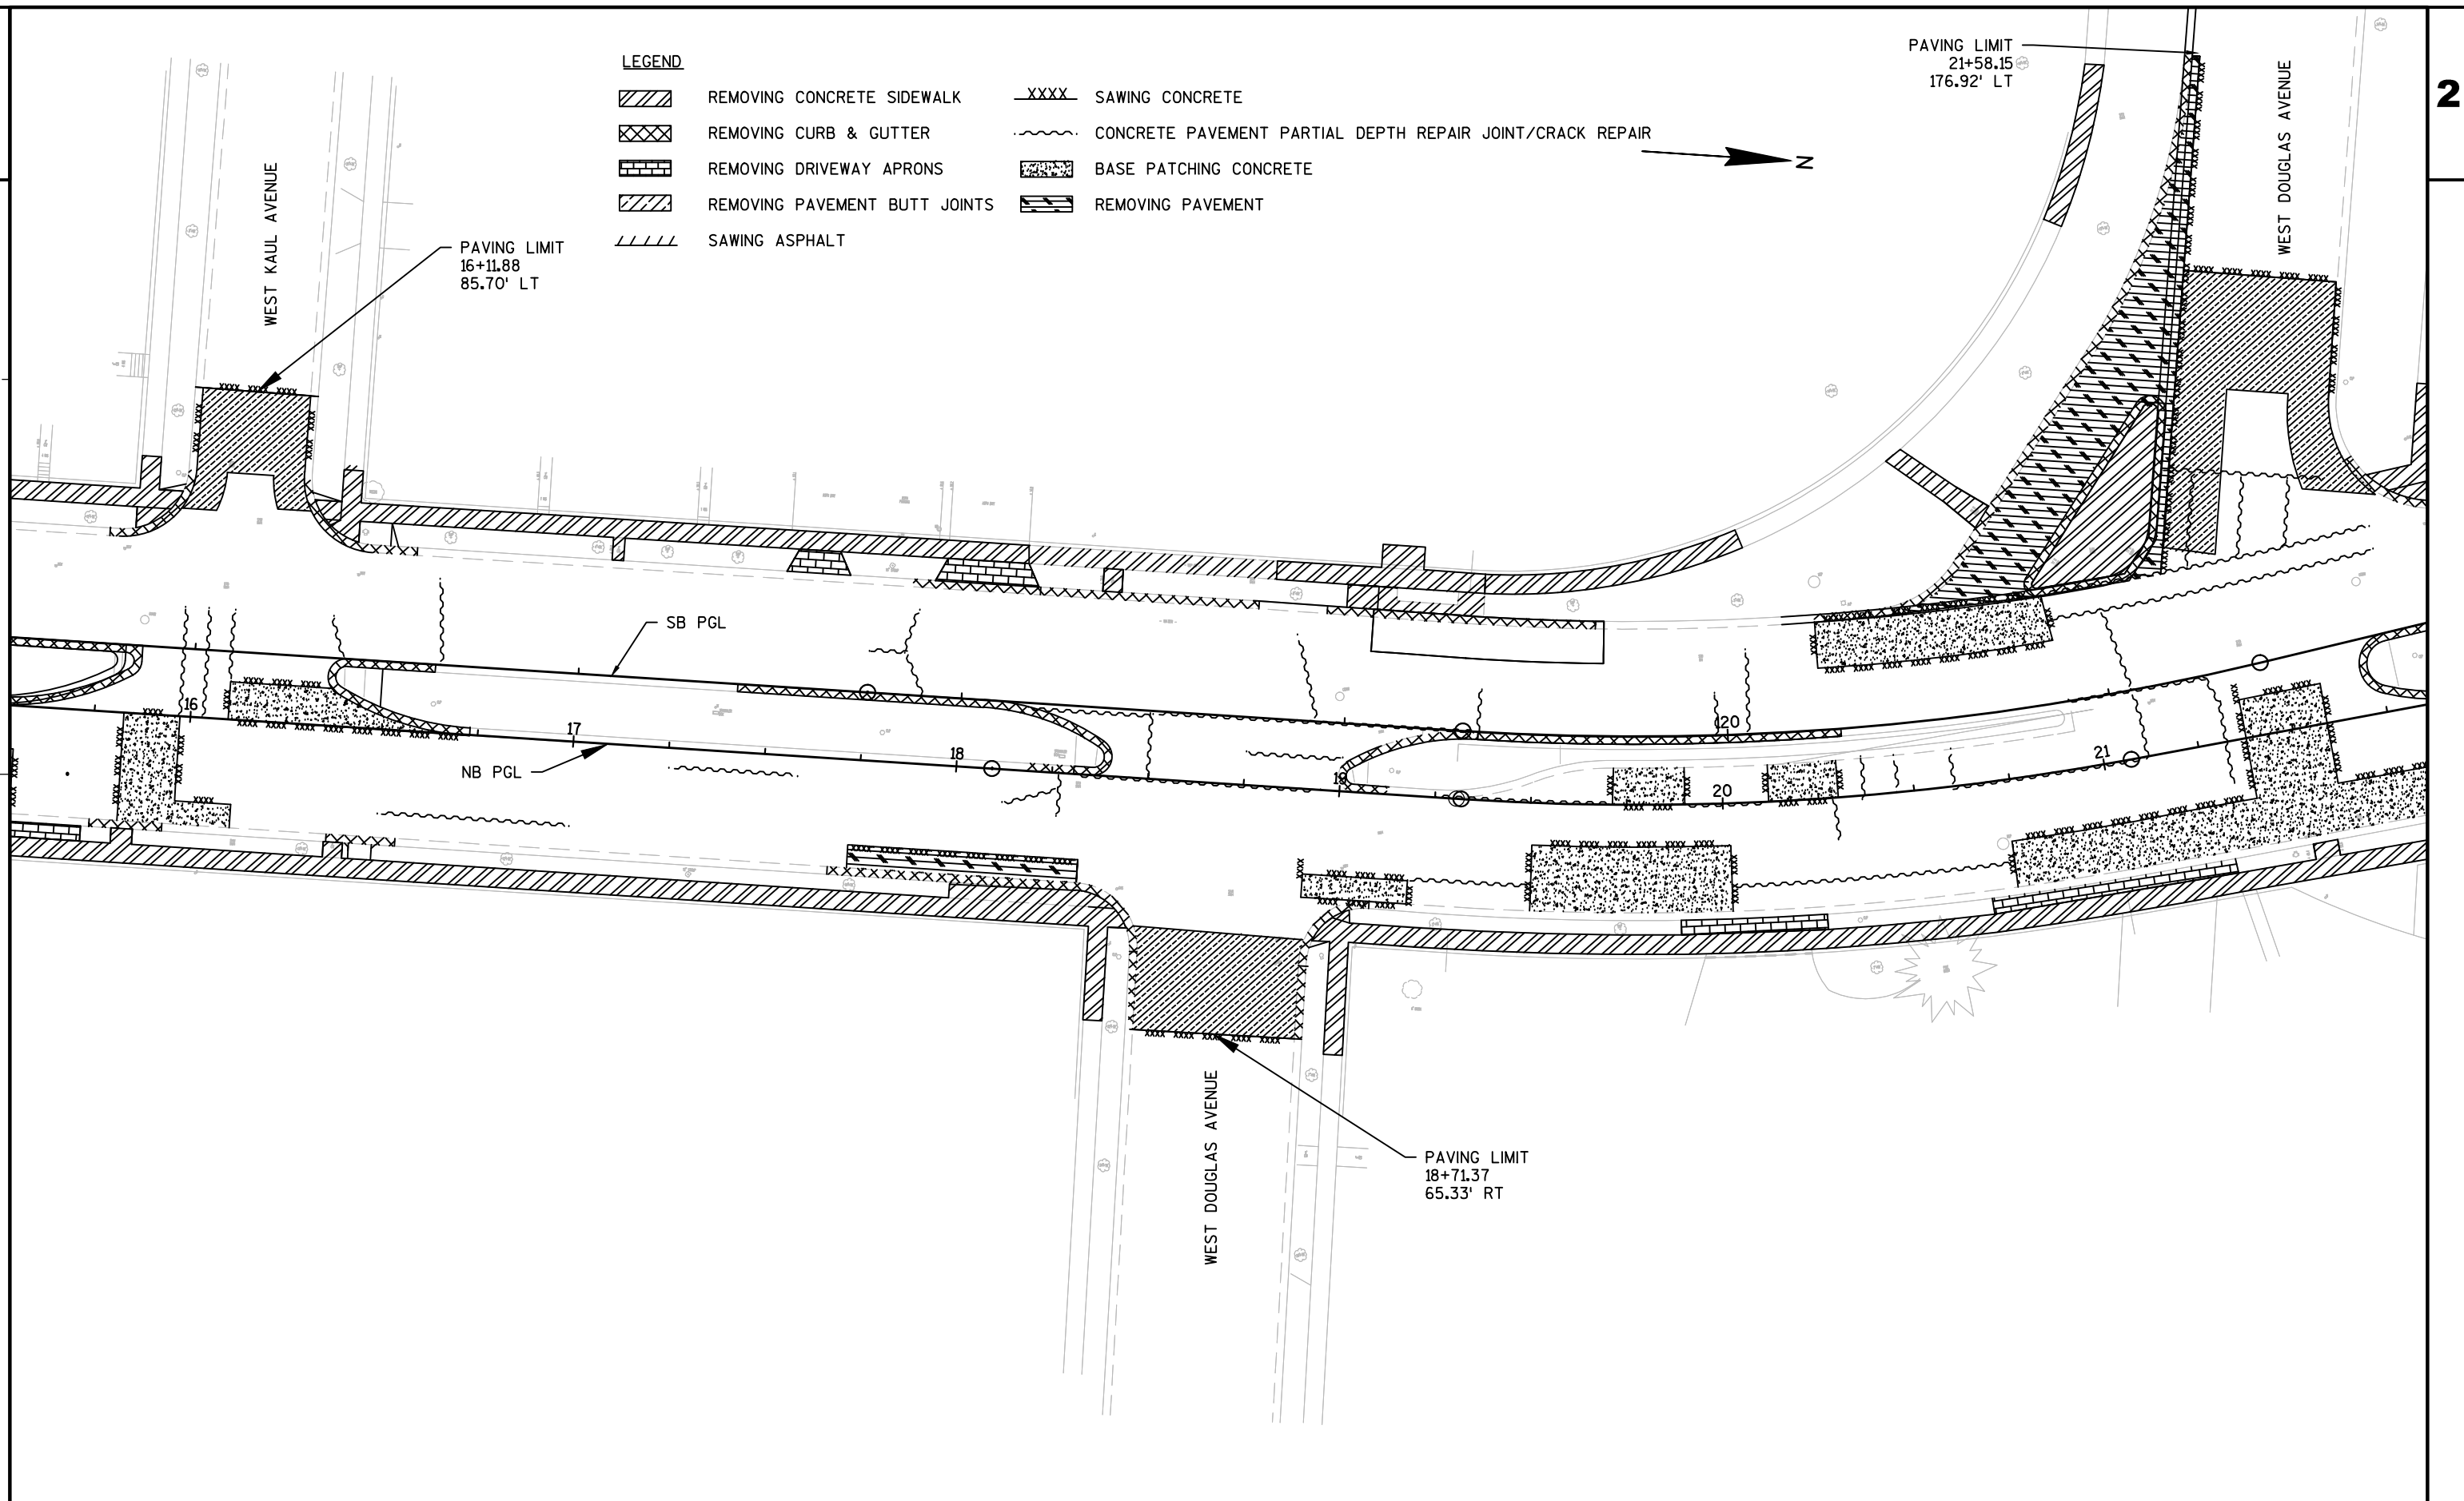 2
LEGEND
REMOVING CONCRETE SIDEWALK
REMOVING CURB & GUTTER
REMOVING DRIVEWAY APRONS
REMOVING PAVEMENT BUTT JOINTS
SAWING ASPHALT
XXXX SAWING CONCRETE
CONCRETE PAVEMENT PARTIAL DEPTH REPAIR JOINT/CRACK REPAIR
BASE PATCHING CONCRETE
REMOVING PAVEMENT
N
PAVING LIMIT
21+58.15
176.92' LT
WEST DOUGLAS AVENUE
WEST KAUL AVENUE
PAVING LIMIT
16+11.88
85.70' LT
SB PGL
16
17
18
19
20
20
21
NB PGL
WEST DOUGLAS AVENUE
PAVING LIMIT
18+71.37
65.33' RT